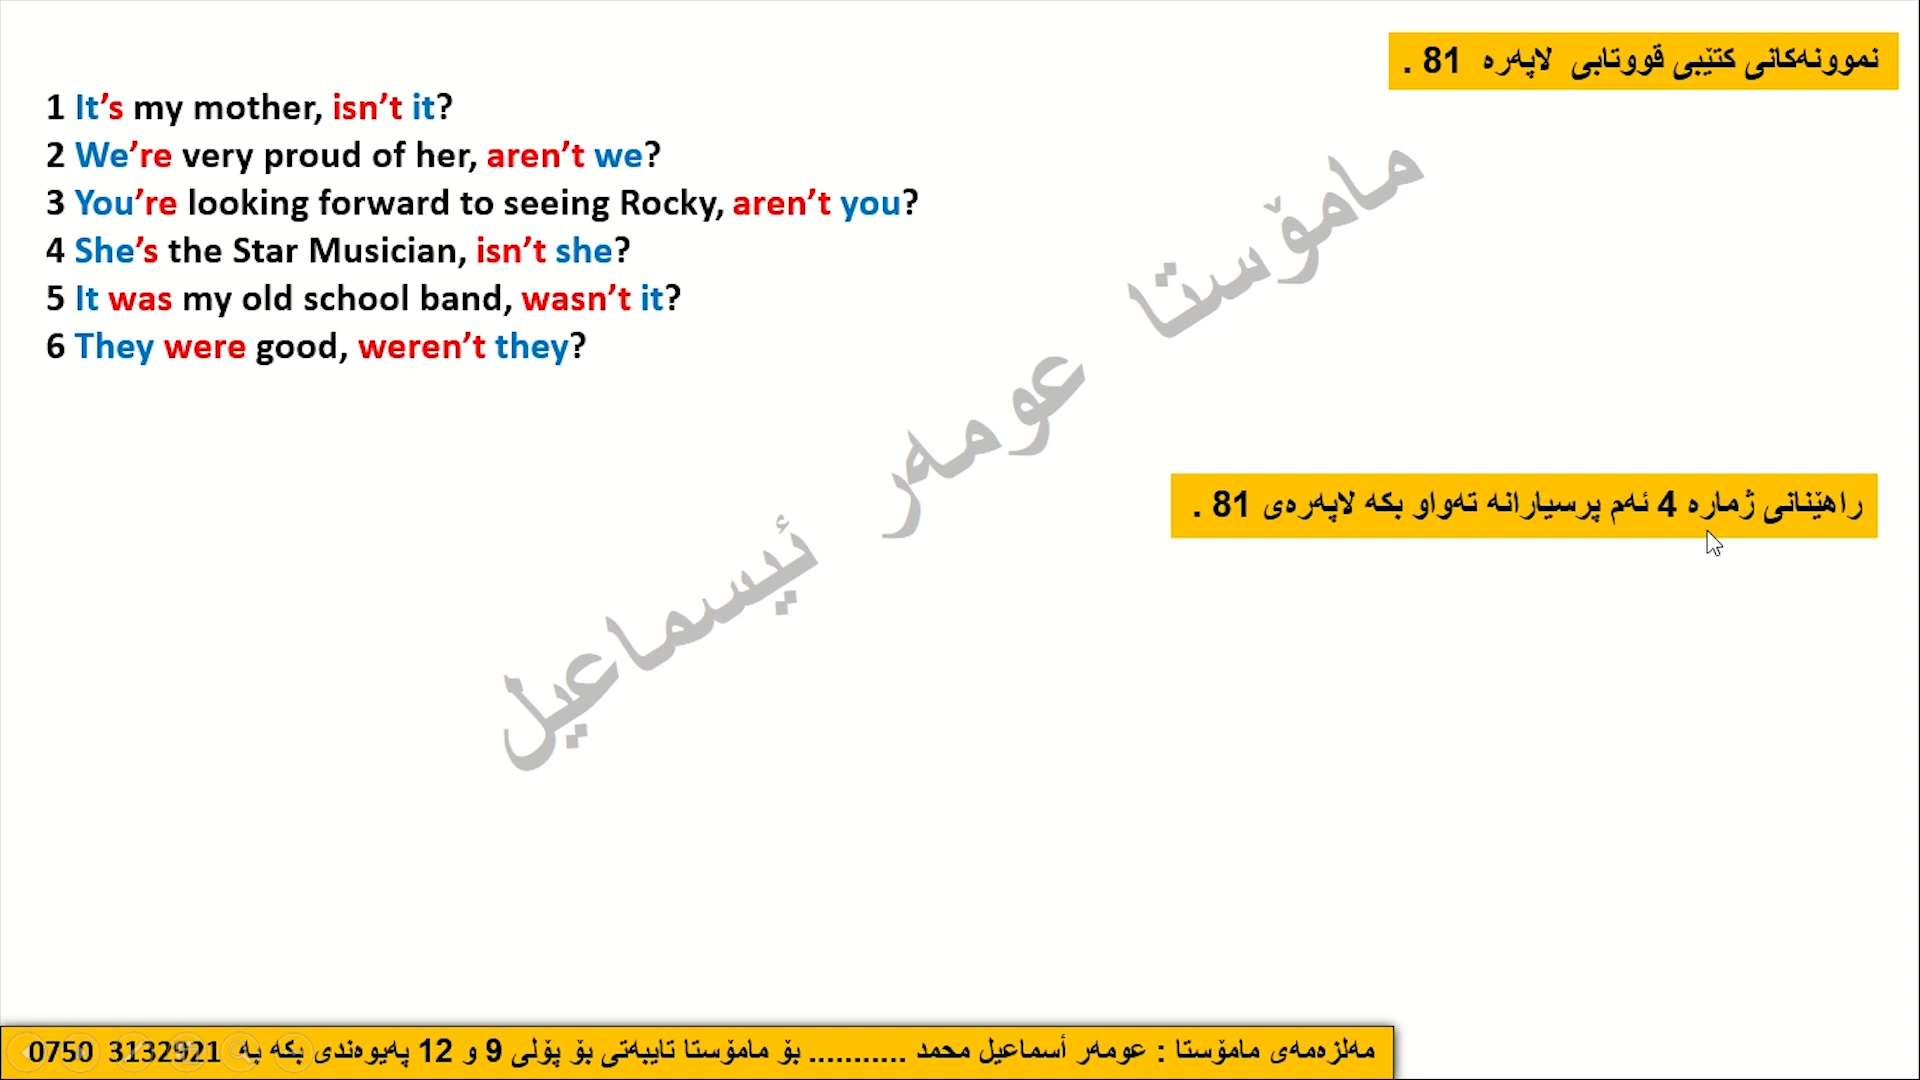 نموونەکانی کتێبی قووتابی لاپەرە 81 .
1 It’s my mother, isn’t it?
2 We’re very proud of her, aren’t we?
3 You’re looking forward to seeing Rocky, aren’t you?
4 She’s the Star Musician, isn’t she?
5 It was my old school band, wasn’t it?
6 They were good, weren’t they?
مامۆستا عومەر ئیسماعیل
راهێنانی ژمارە 4 ئەم پرسیارانە تەواو بکە لاپەرەی 81 .
مەلزەمەی مامۆستا : عومەر أسماعیل محمد ........... بۆ مامۆستا تایبەتی بۆ پۆلی 9 و 12 پەیوەندی بکە بە 3132921 0750